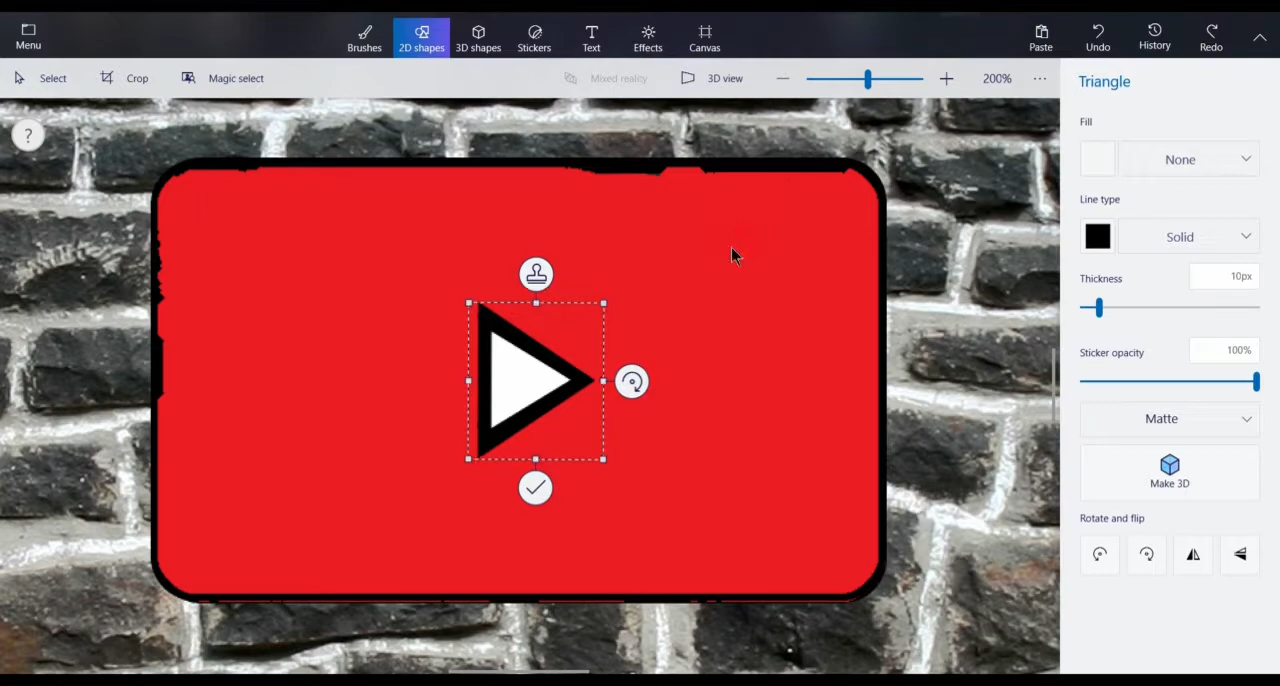 Menu
Brushes
2D shapes
3D shapes
Stickers
Text
Effects
Canvas
Paste
Undo
History
Redo
Select
Crop
Magic select
Mixed reality
3D view
200%
Triangle
?
Fill
None
Line type
Solid
Thickness
10px
Sticker opacity
100%
Matte
Make 3D
Rotate and flip